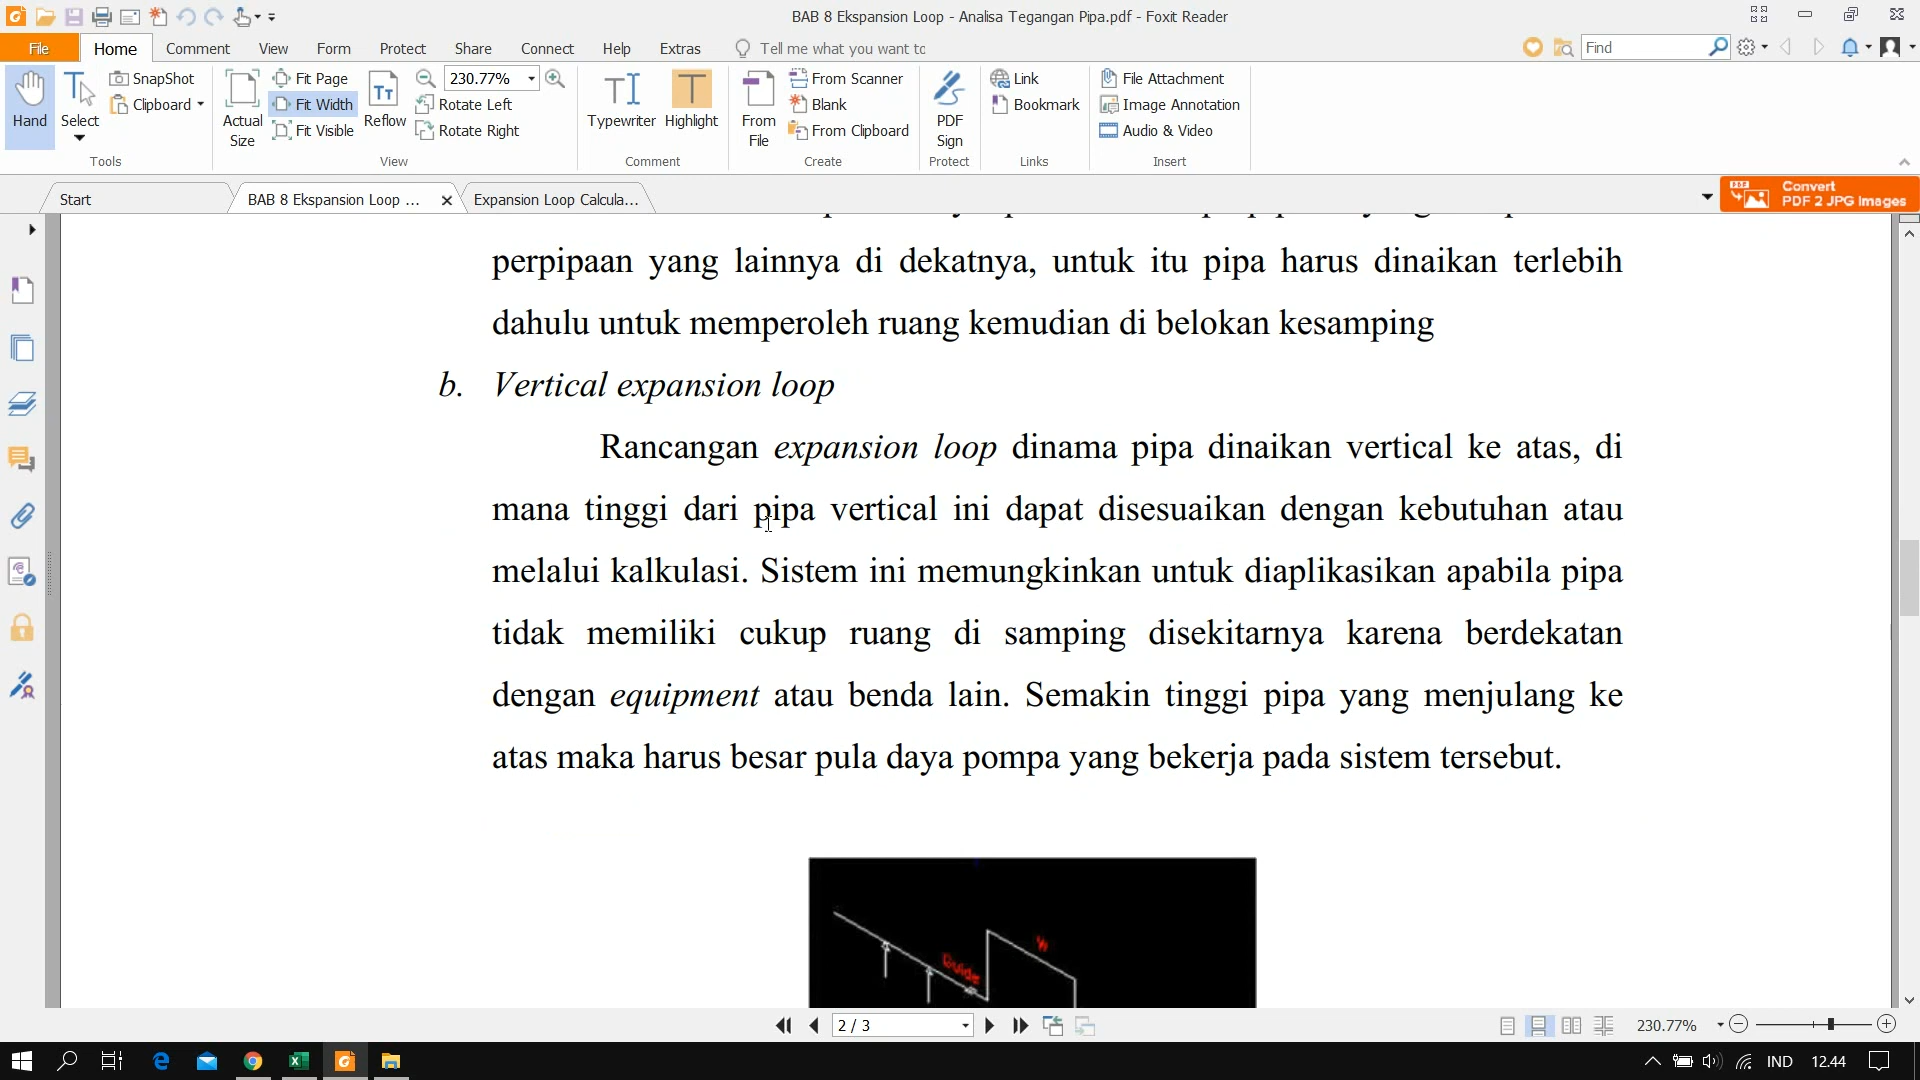 BAB 8 Ekspansion Loop - Analisa Tegangan Pipa.pdf - Foxit Reader
File Home Comment View Form Protect Share Connect Help Extras Tell me what you want to
Find
Hand
Select
SnapShot
Clipboard
Tools
Actual Size
Fit Page
Fit Width
Fit Visible
Reflow
230.77%
Rotate Left
Rotate Right
View
Typewriter
Highlight
Comment
From File
From Scanner
Blank
From Clipboard
Create
PDF Sign
Protect
Link
Bookmark
Links
File Attachment
Image Annotation
Audio & Video
Insert
Start
BAB 8 Ekspansion Loop ...
Expansion Loop Calcula...
Convert
PDF 2 JPG Images
perpipaan yang lainnya di dekatnya, untuk itu pipa harus dinaikan terlebih
dahulu untuk memperoleh ruang kemudian di belokan kesamping
b. Vertical expansion loop
Rancangan expansion loop dinama pipa dinaikan vertical ke atas, di
mana tinggi dari pipa vertical ini dapat disesuaikan dengan kebutuhan atau
melalui kalkulasi. Sistem ini memungkinkan untuk diaplikasikan apabila pipa
tidak memiliki cukup ruang di samping disekitarnya karena berdekatan
dengan equipment atau benda lain. Semakin tinggi pipa yang menjulang ke
atas maka harus besar pula daya pompa yang bekerja pada sistem tersebut.
Guide
W
2 / 3
230.77%
IND
12.44